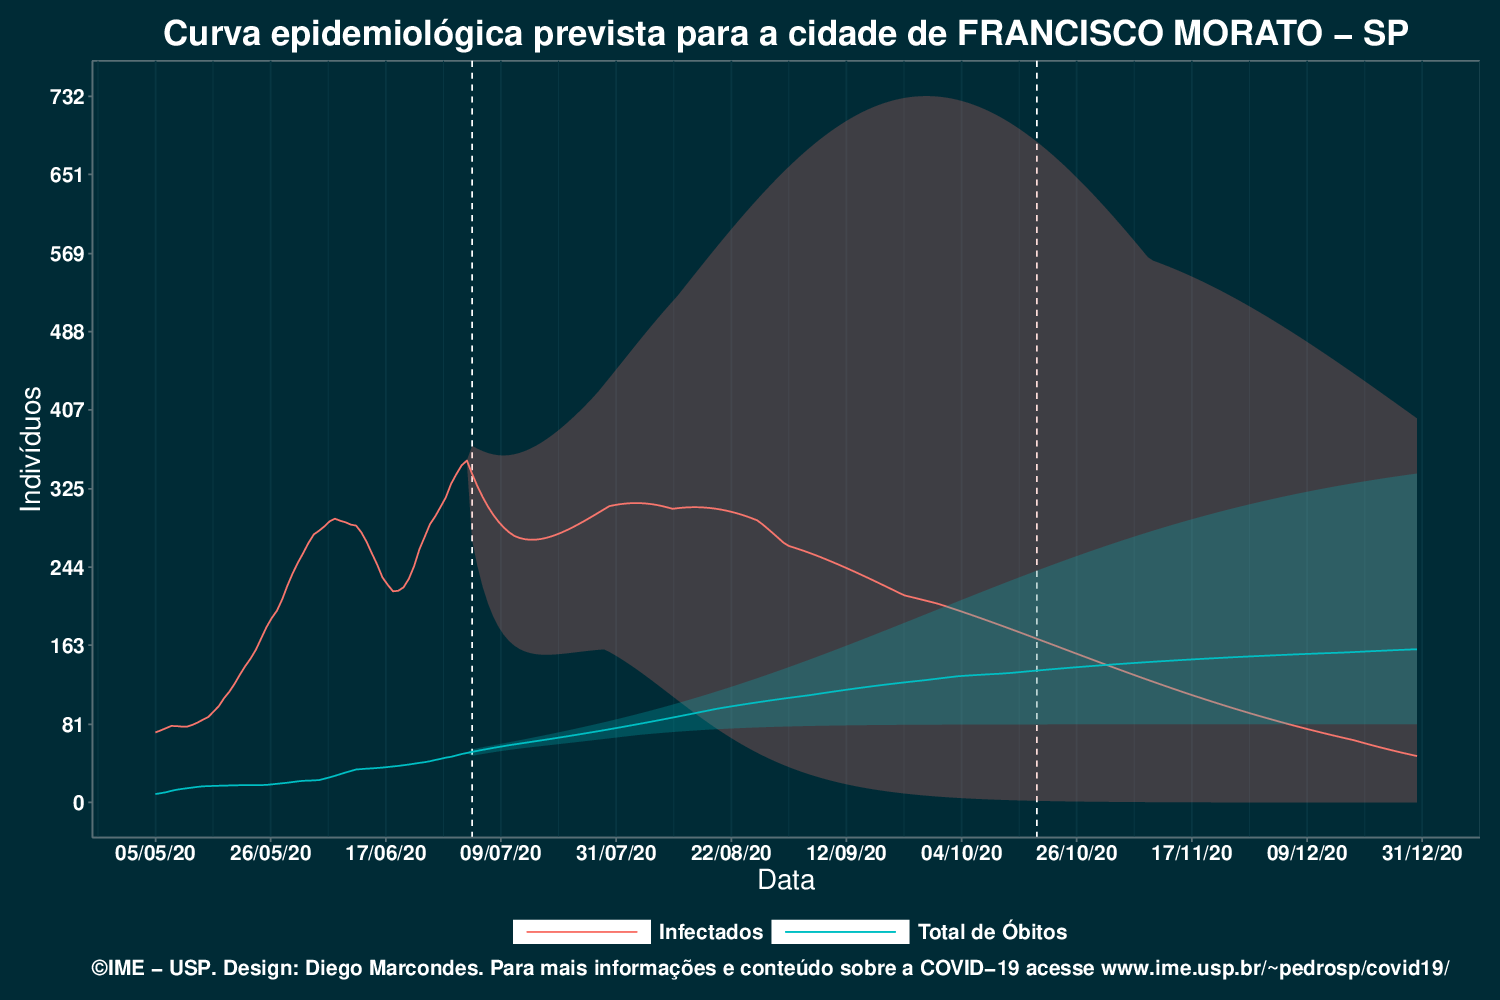 Curva epidemiológica prevista para a cidade de FRANCISCO MORATO − SP
732
651
569
488
407
325
244
163
81
0
Indivíduos
05/05/20 26/05/20 17/06/20 09/07/20 31/07/20 22/08/20 12/09/20 04/10/20 26/10/20 17/11/20 09/12/20 31/12/20
Data
Infectados Total de Óbitos
©IME − USP. Design: Diego Marcondes. Para mais informações e conteúdo sobre a COVID−19 acesse www.ime.usp.br/~pedrosp/covid19/